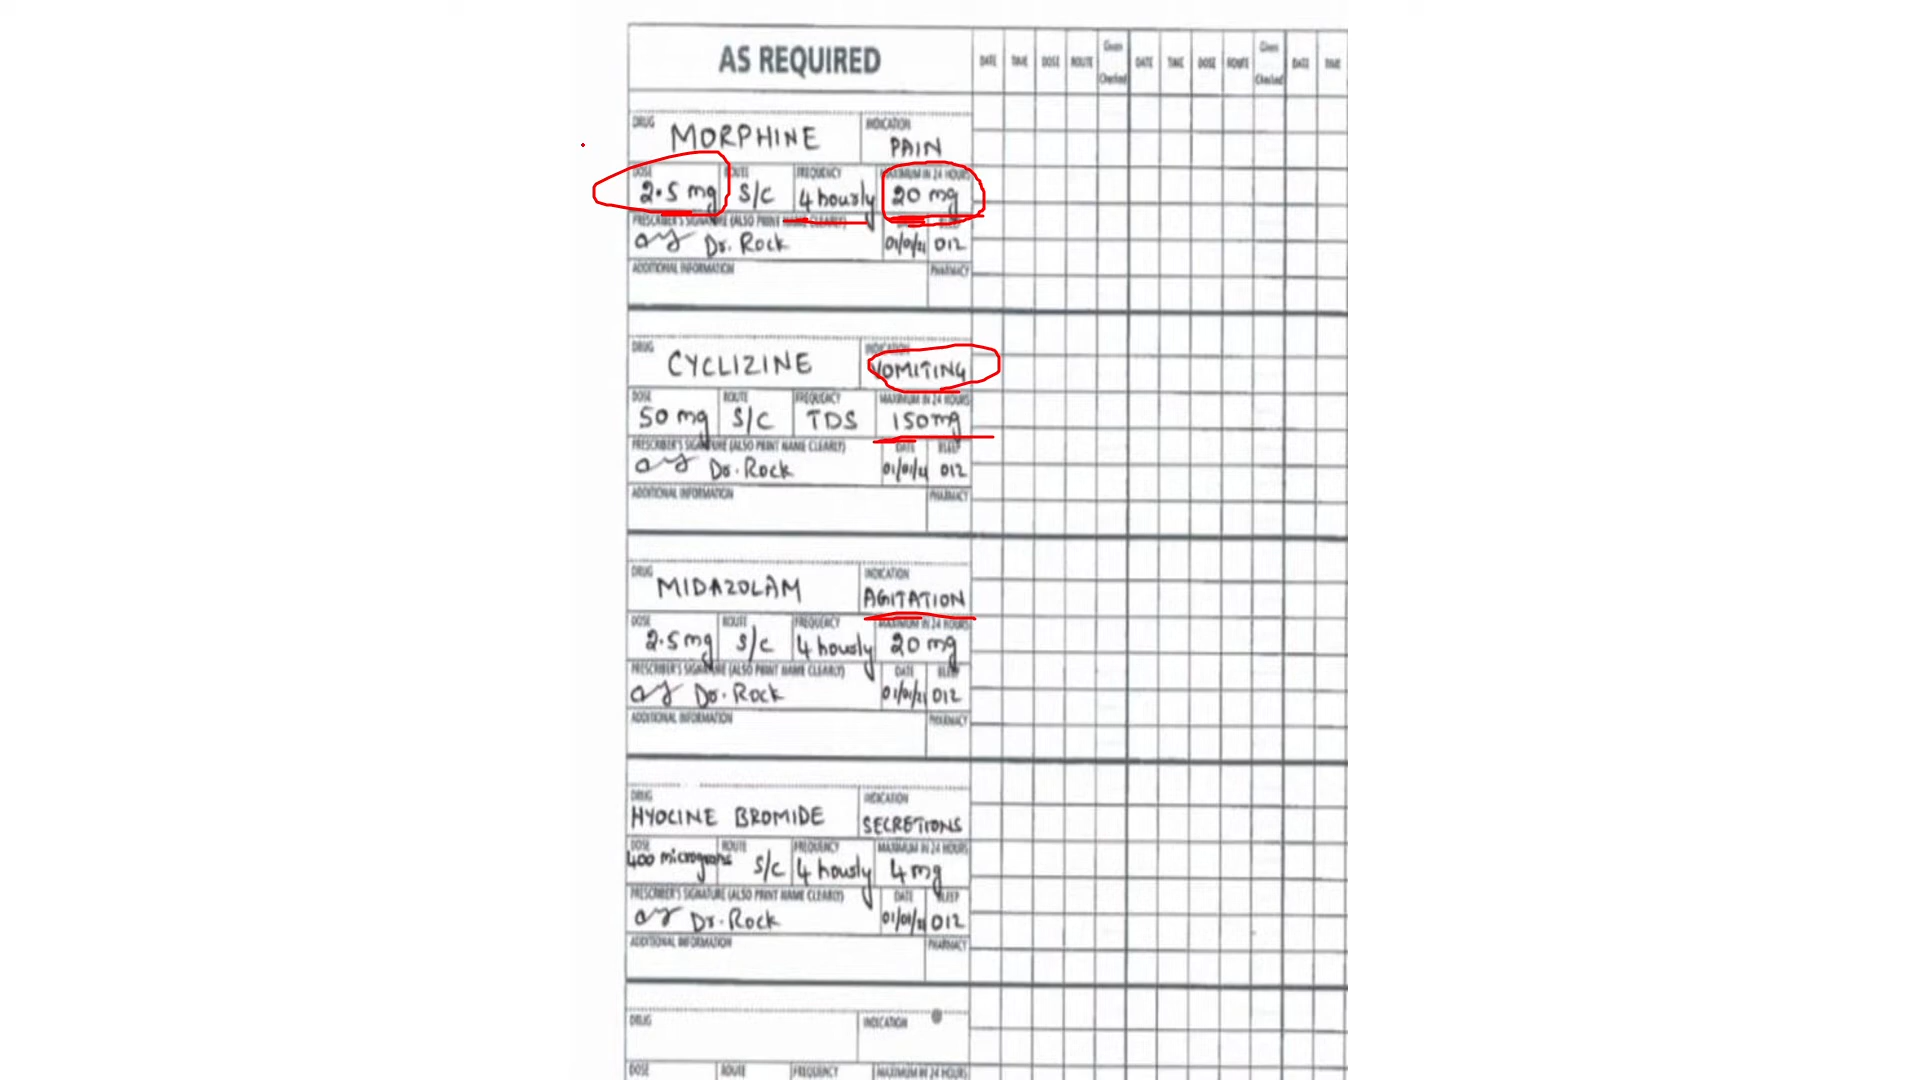 AS REQUIRED
DATE TIME DOSE ROUTE Given Checked DATE TIME DOSE ROUTE Given Checked DATE TIME
DRUG INDICATION
MORPHINE PAIN
DOSE ROUTE FREQUENCY MAXIMUM IN 24 HOURS
2.5 mg S/C 4 hourly 20 mg
PRESCRIBER'S SIGNATURE (ALSO PRINT NAME CLEARLY)
Dr. Rock 01/01/21 012
ADDITIONAL INFORMATION PHARMACY
DRUG INDICATION
CYCLIZINE VOMITING
DOSE ROUTE FREQUENCY MAXIMUM IN 24 HOURS
50 mg S/C TDS 150mg
PRESCRIBER'S SIGNATURE (ALSO PRINT NAME CLEARLY) DATE BLEEP
Dr. Rock 01/01/21 012
ADDITIONAL INFORMATION PHARMACY
DRUG INDICATION
MIDAZOLAM AGITATION
DOSE ROUTE FREQUENCY MAXIMUM IN 24 HOURS
2.5mg S/C 4 hourly 20 mg
PRESCRIBER'S SIGNATURE (ALSO PRINT NAME CLEARLY) DATE BLEEP
Dr. Rock 01/01/21 012
ADDITIONAL INFORMATION PHARMACY
DRUG INDICATION
HYOCINE BROMIDE SECRETIONS
DOSE ROUTE FREQUENCY MAXIMUM IN 24 HOURS
400 micrograms S/C 4 hourly 4 mg
PRESCRIBER'S SIGNATURE (ALSO PRINT NAME CLEARLY) DATE BLEEP
Dr. Rock 01/01/21 012
ADDITIONAL INFORMATION PHARMACY
DRUG INDICATION
DOSE ROUTE FREQUENCY MAXIMUM IN 24 HOURS